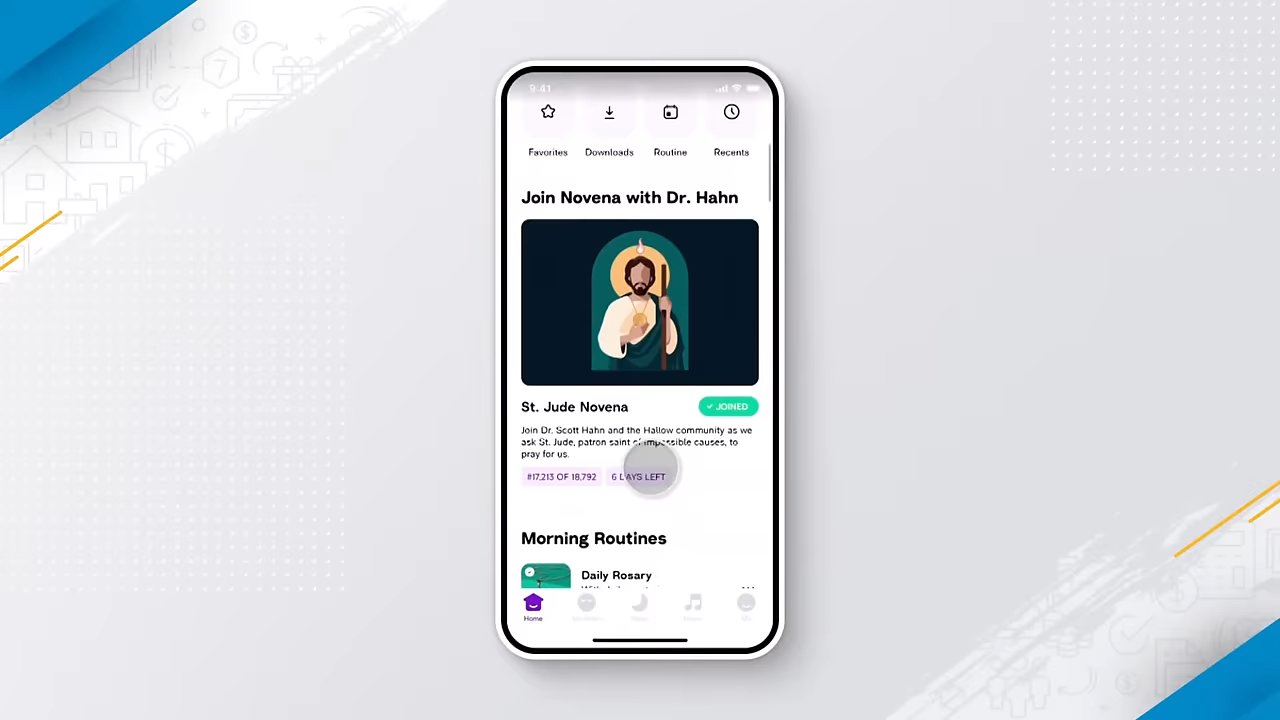 9:41
Favorites
Downloads
Routine
Recents
Join Novena with Dr. Hahn
St. Jude Novena
JOINED
Join Dr. Scott Hahn and the Hallow community as we
ask St. Jude, patron saint of impossible causes, to
pray for us.
#17,213 OF 18,792
6 DAYS LEFT
Morning Routines
Daily Rosary
Home